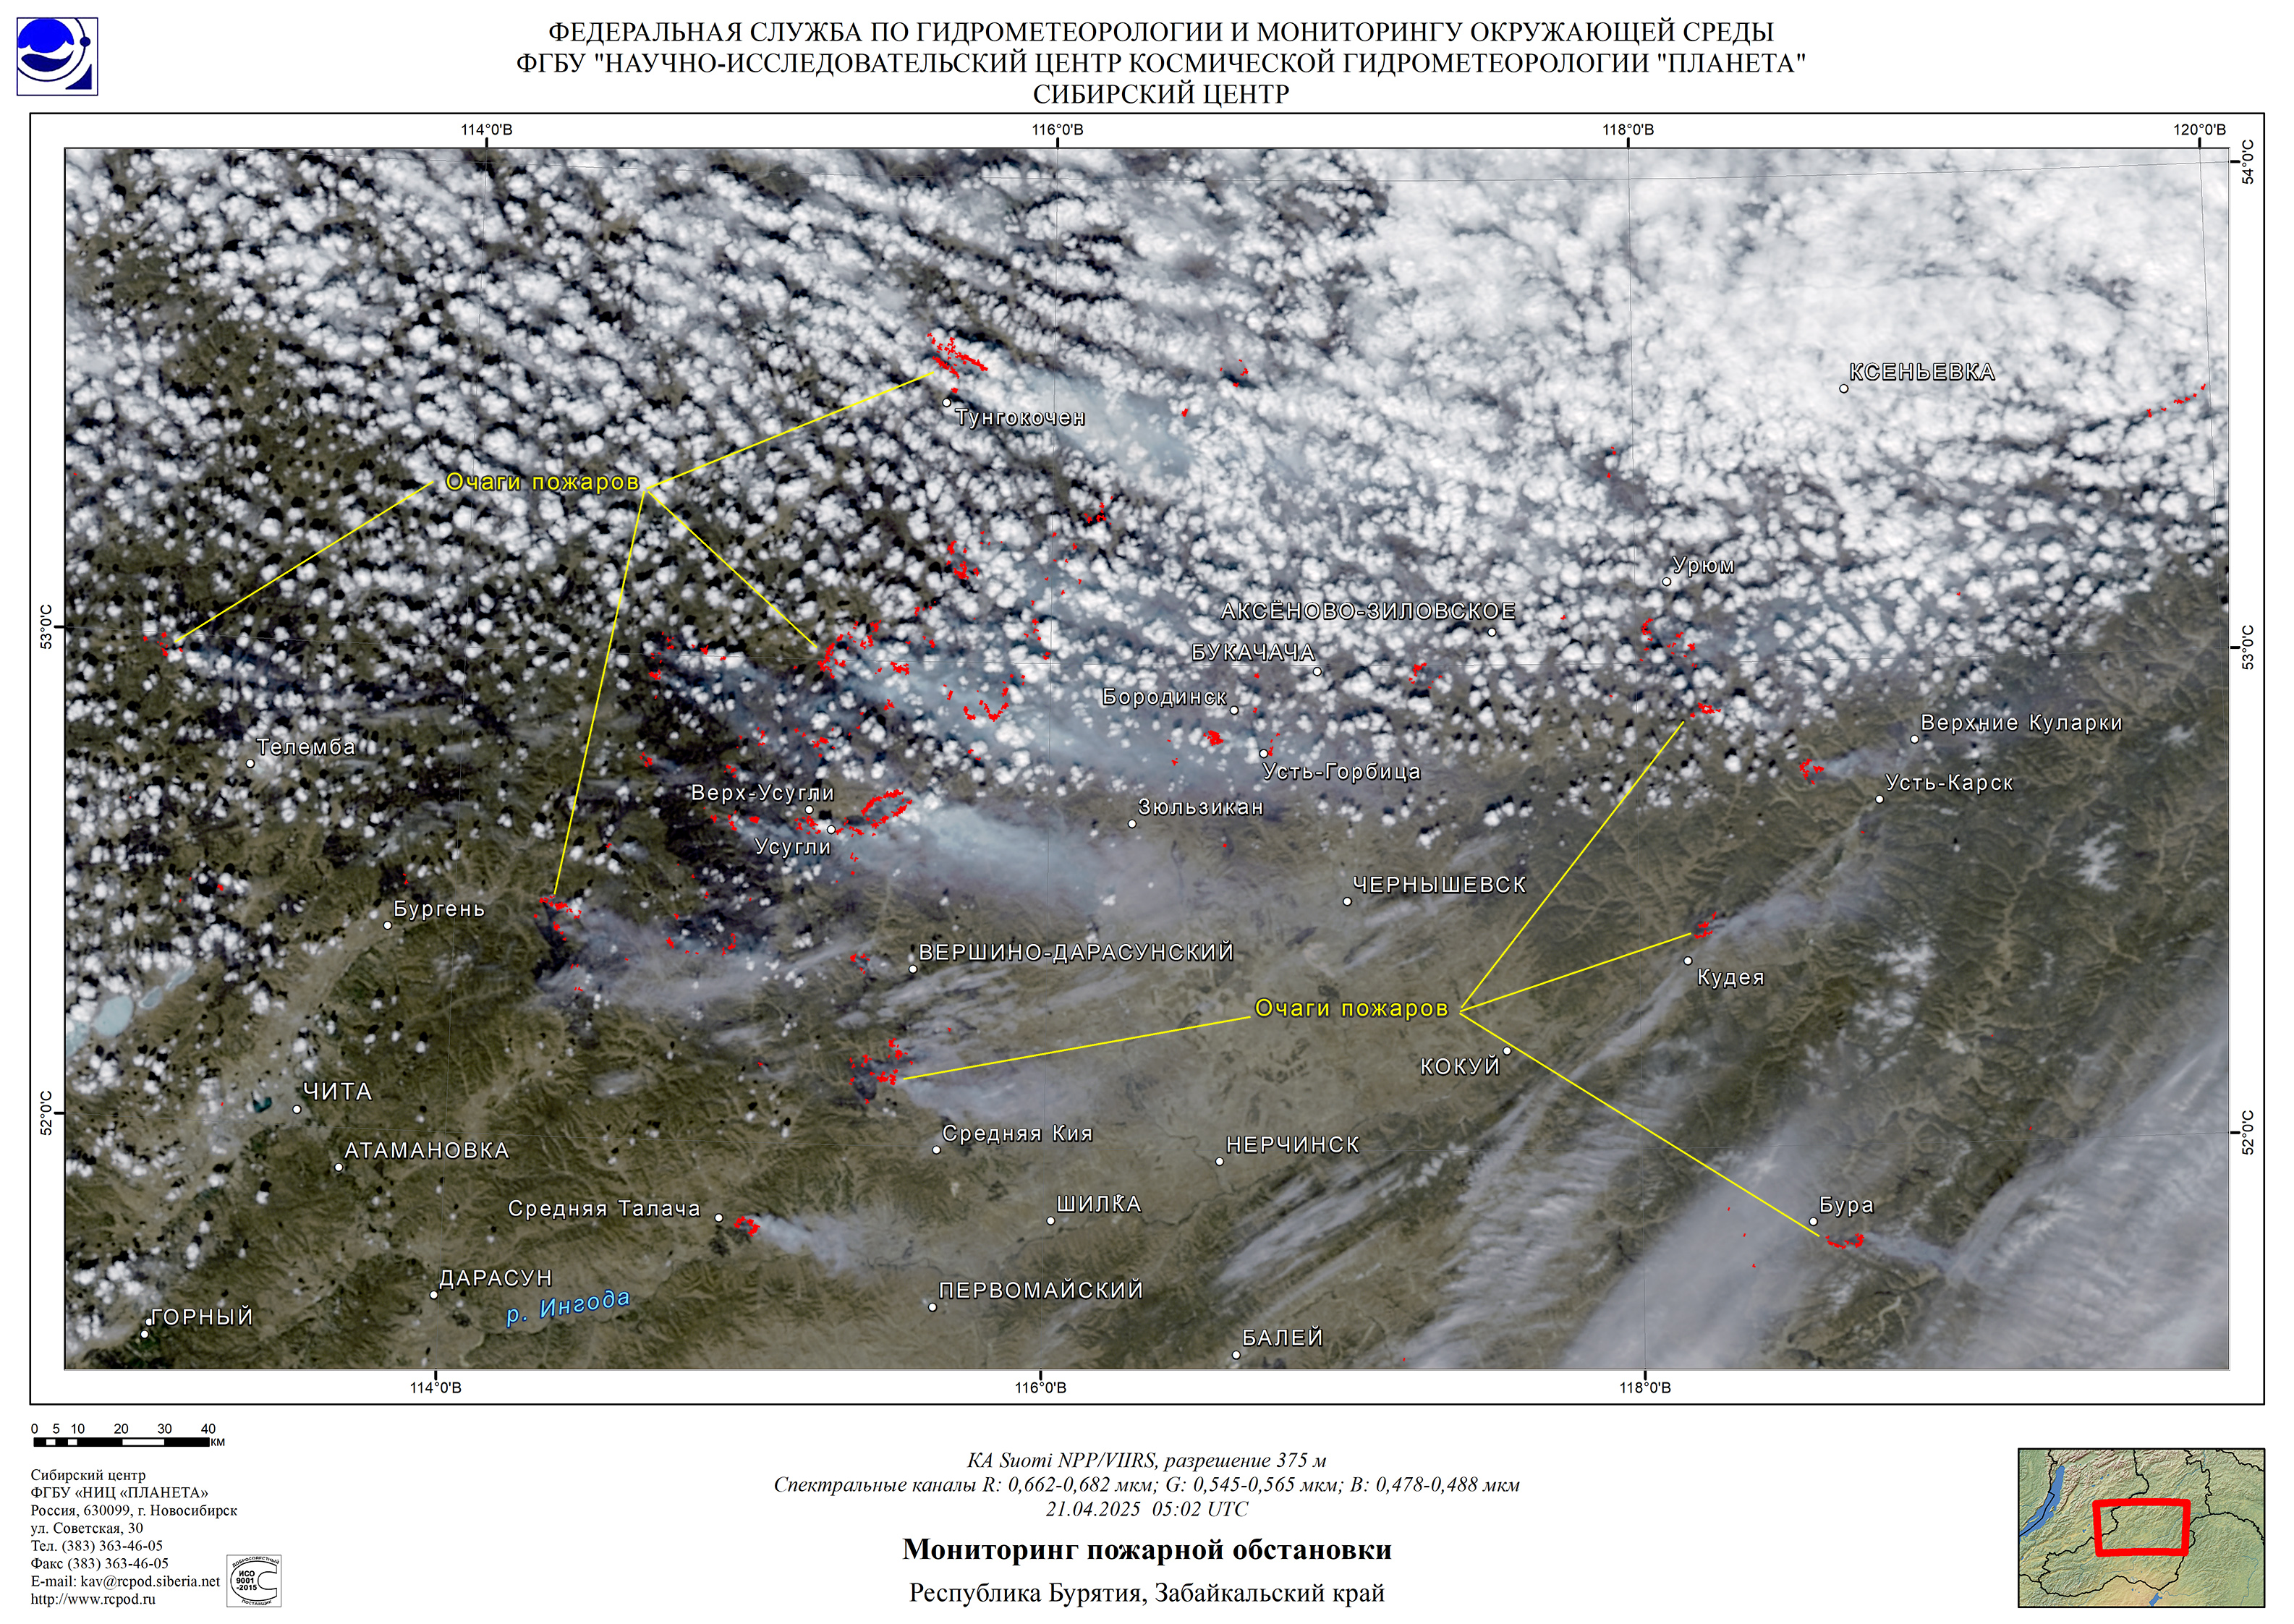 ФЕДЕРАЛЬНАЯ СЛУЖБА ПО ГИДРОМЕТЕОРОЛОГИИ И МОНИТОРИНГУ ОКРУЖАЮЩЕЙ СРЕДЫ
ФГБУ "НАУЧНО-ИССЛЕДОВАТЕЛЬСКИЙ ЦЕНТР КОСМИЧЕСКОЙ ГИДРОМЕТЕОРОЛОГИИ "ПЛАНЕТА"
СИБИРСКИЙ ЦЕНТР
114°0'В 116°0'В 118°0'В 120°0'В
54°0'С
КСЕНЬЕВКА
Тунгокочен
Очаги пожаров
Урюм
53°0'С
АКСЁНОВО-ЗИЛОВСКОЕ
53°0'С
БУКАЧАЧА
Бородинск
Верхние Куларки
Телемба
Усть-Горбица
Усть-Карск
Верх-Усугли
Зюльзикан
Усугли
ЧЕРНЫШЕВСК
Бургень
ВЕРШИНО-ДАРАСУНСКИЙ
Кудея
Очаги пожаров
КОКУЙ
ЧИТА
52°0'С
Средняя Кия
52°0'С
НЕРЧИНСК
АТАМАНОВКА
ШИЛКА
Бура
Средняя Талача
ДАРАСУН
ПЕРВОМАЙСКИЙ
р. Ингода
ГОРНЫЙ
БАЛЕЙ
114°0'В 116°0'В 118°0'В
0 5 10 20 30 40
КМ
КА Suomi NPP/VIIRS, разрешение 375 м
Спектральные каналы R: 0,662-0,682 мкм; G: 0,545-0,565 мкм; B: 0,478-0,488 мкм
21.04.2025 05:02 UTC
Мониторинг пожарной обстановки
Республика Бурятия, Забайкальский край
Сибирский центр
ФГБУ «НИЦ «ПЛАНЕТА»
Россия, 630099, г. Новосибирск
ул. Советская, 30
Тел. (383) 363-46-05
Факс (383) 363-46-05
E-mail: kav@rcpod.siberia.net
http://www.rcpod.ru
ДОБРОСОВЕСТНЫЙ
ИСО
9001
-2015
ПОСТАВЩИК